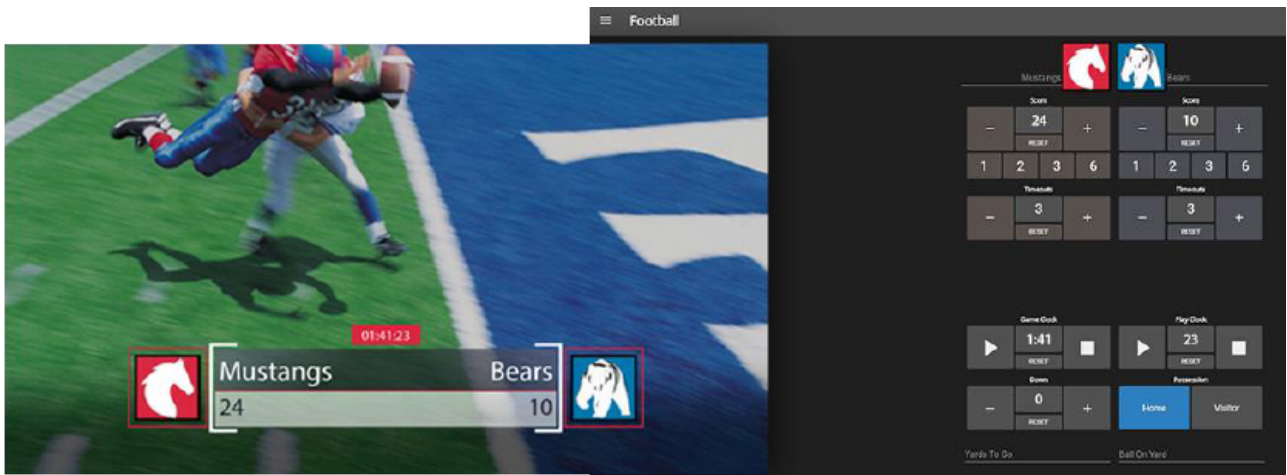 Football
Mustangs
Bears
Score
Score
−
24
+
−
10
+
RESET
RESET
1 2 3 6
1 2 3 6
Timeouts
Timeouts
−
3
+
−
3
+
RESET
RESET
Game Clock
Play Clock
1:41
23
RESET
RESET
Down
Possession
−
0
+
Home
Visitor
RESET
Yards To Go
Ball On Yard
01:41:23
Mustangs
Bears
24
10